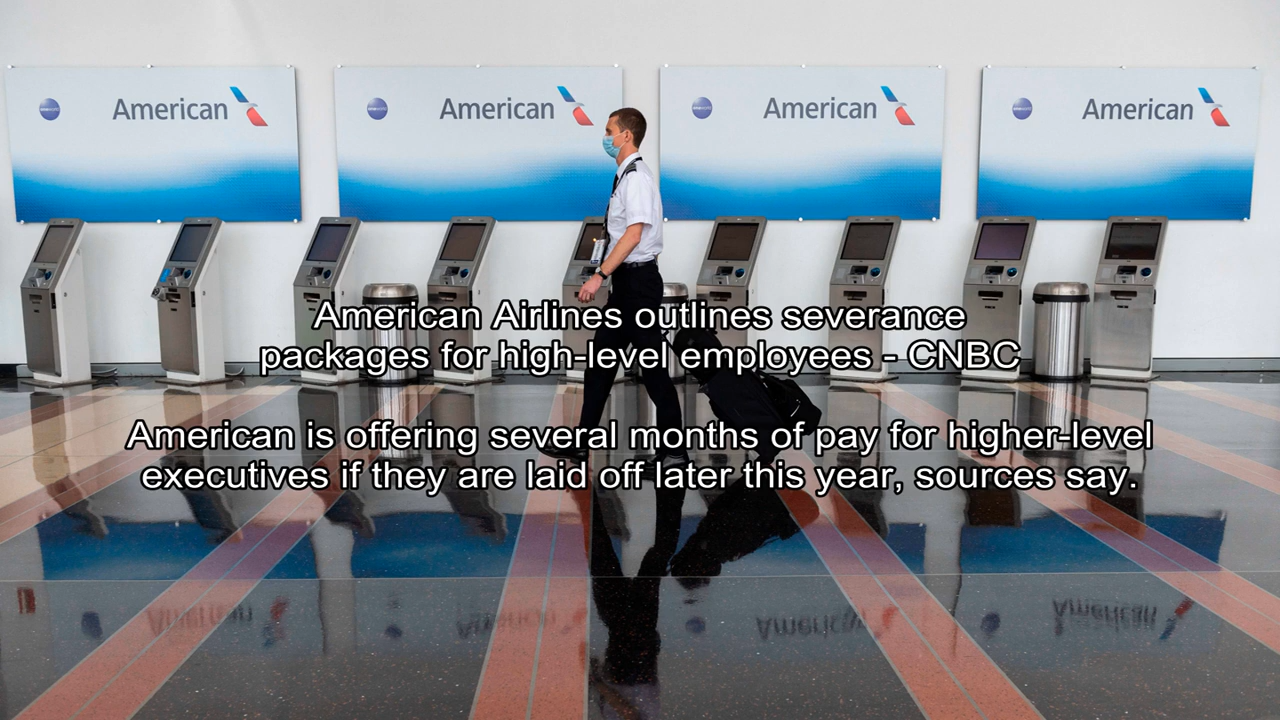 American
American
American
American
American Airlines outlines severance
packages for high-level employees - CNBC
American is offering several months of pay for higher-level
executives if they are laid off later this year, sources say.